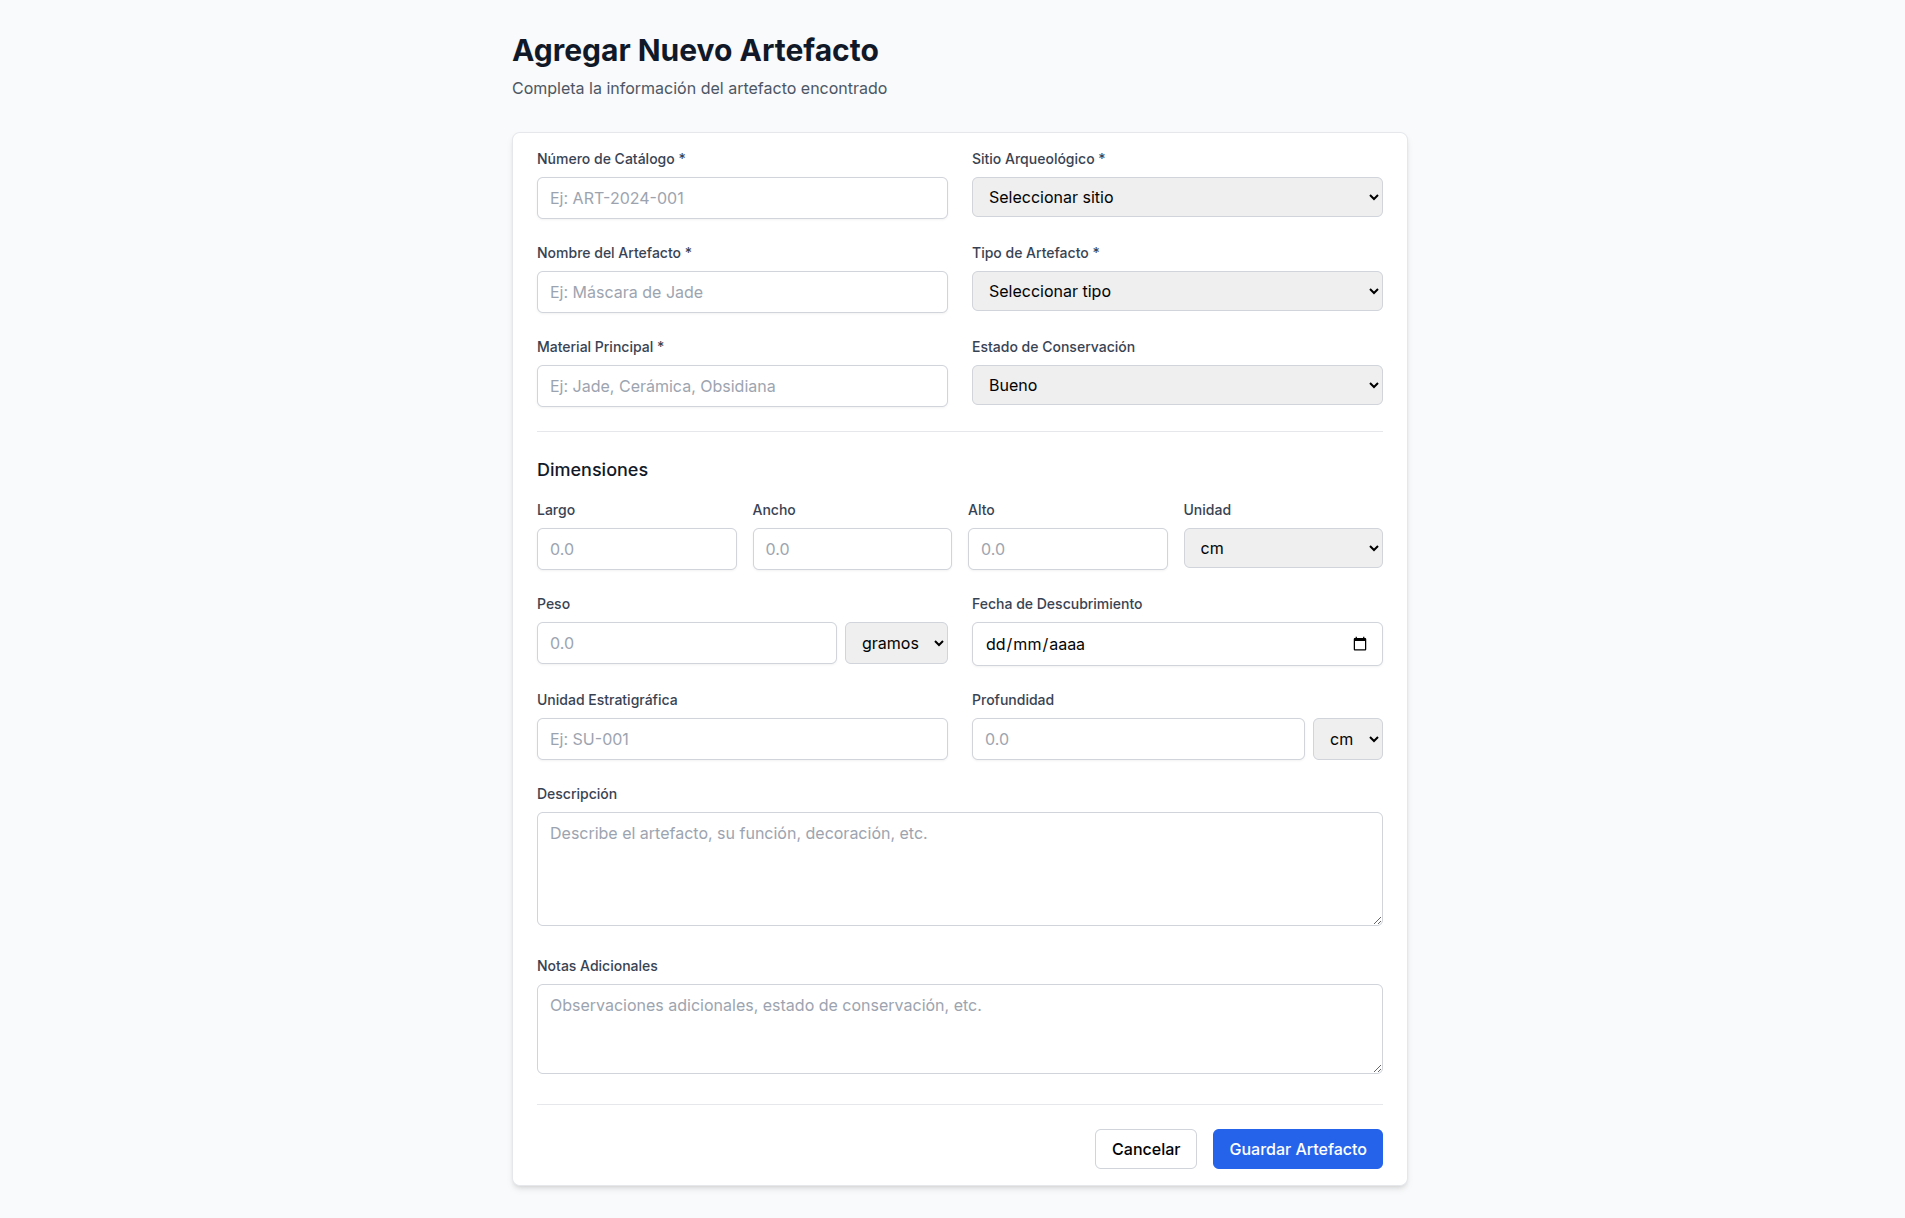 Agregar Nuevo Artefacto
Completa la información del artefacto encontrado
Número de Catálogo *
Sitio Arqueológico *
Ej: ART-2024-001
Seleccionar sitio
Nombre del Artefacto *
Tipo de Artefacto *
Ej: Máscara de Jade
Seleccionar tipo
Material Principal *
Estado de Conservación
Ej: Jade, Cerámica, Obsidiana
Bueno
Dimensiones
Largo
Ancho
Alto
Unidad
0.0
0.0
0.0
cm
Peso
Fecha de Descubrimiento
0.0
gramos
dd/mm/aaaa
Unidad Estratigráfica
Profundidad
Ej: SU-001
0.0
cm
Descripción
Describe el artefacto, su función, decoración, etc.
Notas Adicionales
Observaciones adicionales, estado de conservación, etc.
Cancelar
Guardar Artefacto